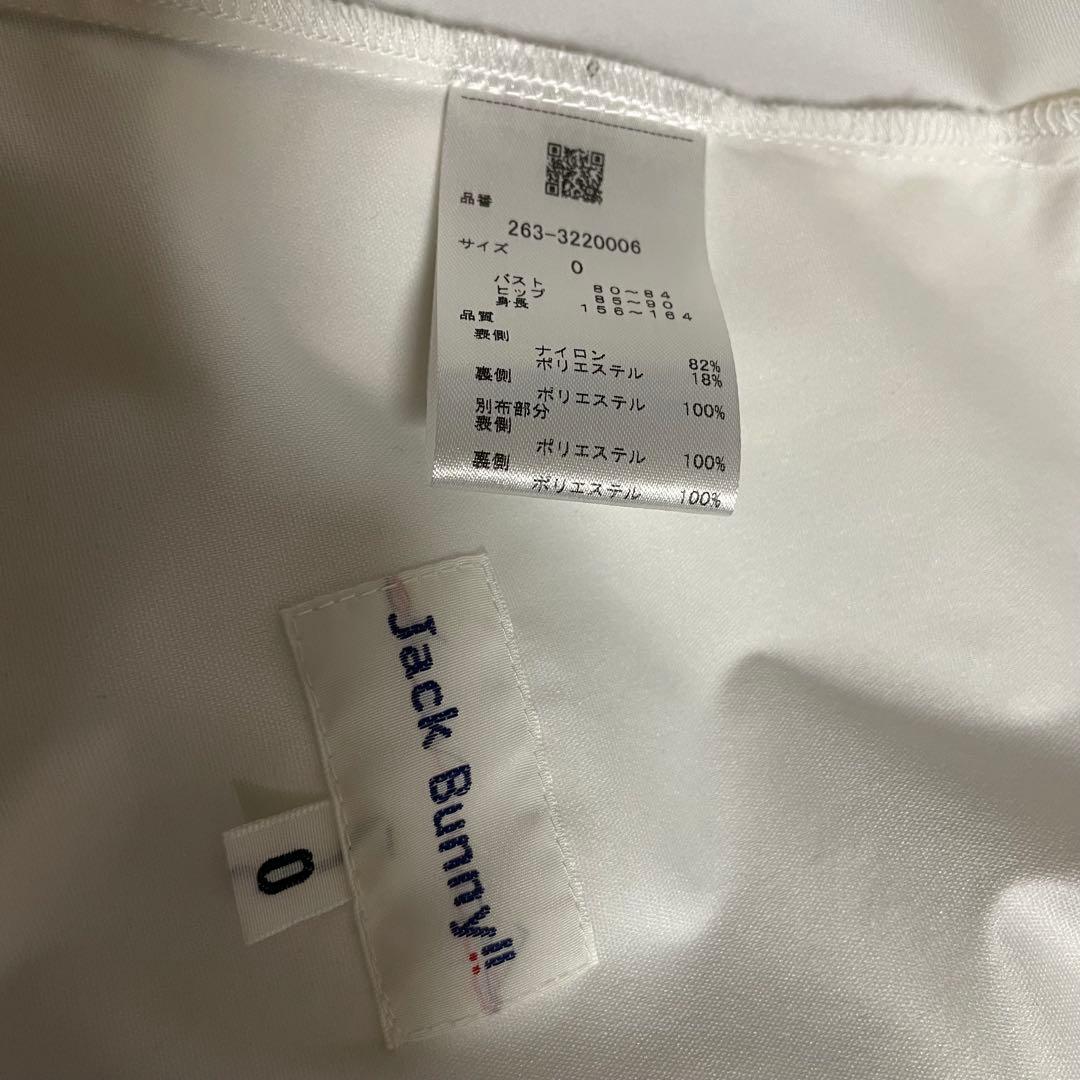 品番
263-3220006
サイズ
0
バスト 80〜84
ヒップ 85〜90
身長 156〜164
品質
表側
ナイロン 82%
ポリエステル 18%
裏側
ポリエステル 100%
別布部分
表側
ポリエステル 100%
裏側
ポリエステル 100%
Jack Bunny!!
0